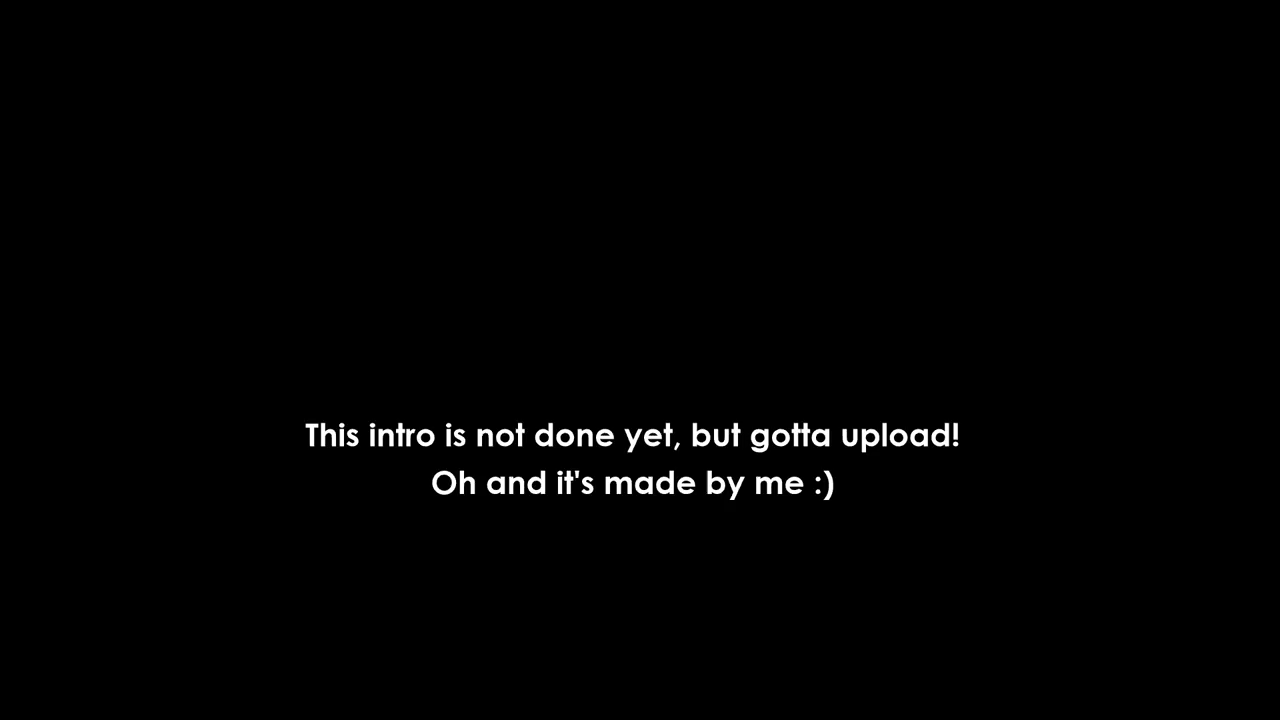 This intro is not done yet, but gotta upload!
Oh and it's made by me :)